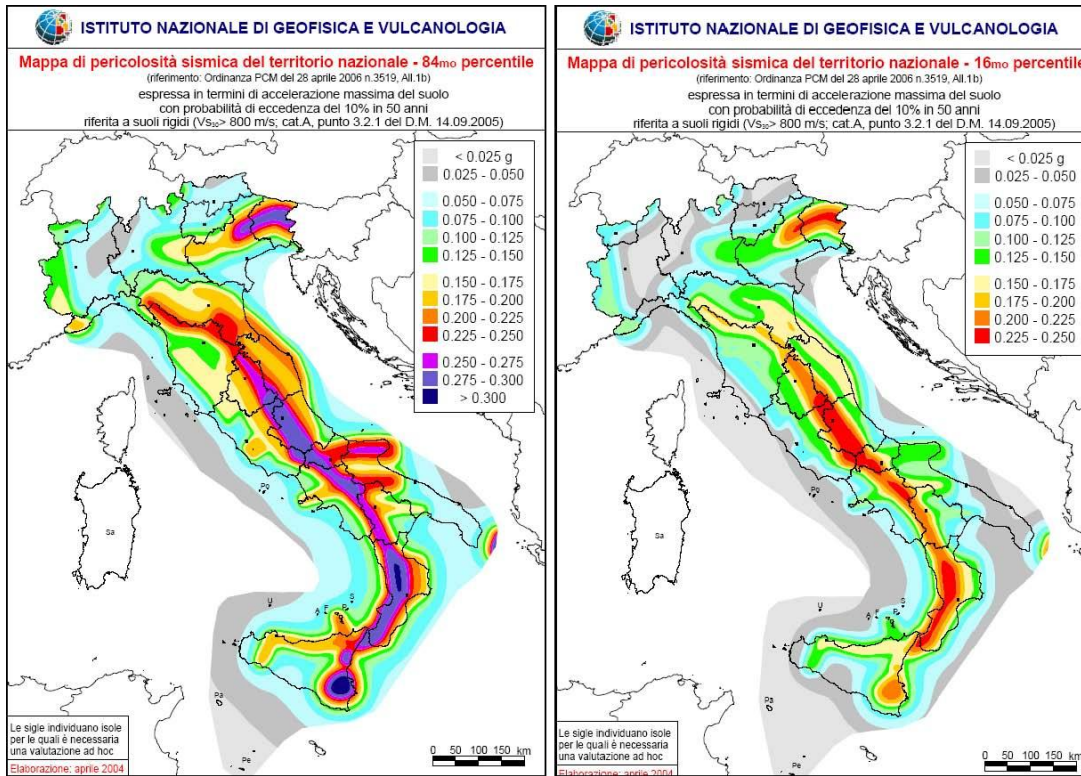 ISTITUTO NAZIONALE DI GEOFISICA E VULCANOLOGIA
Mappa di pericolosità sismica del territorio nazionale - 84mo percentile
(riferimento: Ordinanza PCM del 28 aprile 2006 n.3519, All.1b)
espressa in termini di accelerazione massima del suolo
con probabilità di eccedenza del 10% in 50 anni
riferita a suoli rigidi (Vs30> 800 m/s; cat.A, punto 3.2.1 del D.M. 14.09.2005)
< 0.025 g
0.025 - 0.050
0.050 - 0.075
0.075 - 0.100
0.100 - 0.125
0.125 - 0.150
0.150 - 0.175
0.175 - 0.200
0.200 - 0.225
0.225 - 0.250
0.250 - 0.275
0.275 - 0.300
> 0.300
Po
Sa
S
U
A
F
P
Pa
Pe
Le sigle individuano isole
per le quali è necessaria
una valutazione ad hoc
Elaborazione: aprile 2004
0 50 100 150 km
ISTITUTO NAZIONALE DI GEOFISICA E VULCANOLOGIA
Mappa di pericolosità sismica del territorio nazionale - 16mo percentile
(riferimento: Ordinanza PCM del 28 aprile 2006 n.3519, All.1b)
espressa in termini di accelerazione massima del suolo
con probabilità di eccedenza del 10% in 50 anni
riferita a suoli rigidi (Vs30> 800 m/s; cat.A, punto 3.2.1 del D.M. 14.09.2005)
< 0.025 g
0.025 - 0.050
0.050 - 0.075
0.075 - 0.100
0.100 - 0.125
0.125 - 0.150
0.150 - 0.175
0.175 - 0.200
0.200 - 0.225
0.225 - 0.250
Po
Sa
S
U
A
F
P
Pa
Pe
Le sigle individuano isole
per le quali è necessaria
una valutazione ad hoc
Elaborazione: aprile 2004
0 50 100 150 km